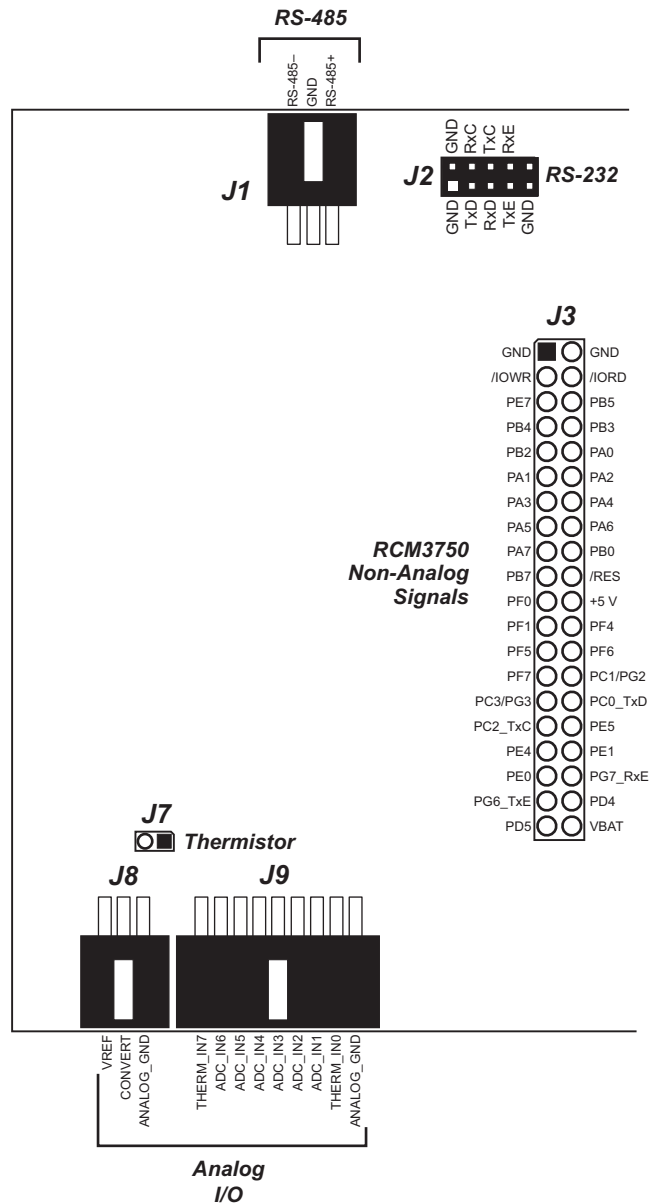 RS-485
RS-485–
GND
RS-485+
J1
GND
RxC
TxC
RxE
J2
RS-232
GND
TxD
RxD
TxE
GND
J3
GND GND
/IOWR /IORD
PE7 PB5
PB4 PB3
PB2 PA0
PA1 PA2
PA3 PA4
PA5 PA6
PA7 PB0
PB7 /RES
PF0 +5 V
PF1 PF4
PF5 PF6
PF7 PC1/PG2
PC3/PG3 PC0_TxD
PC2_TxC PE5
PE4 PE1
PE0 PG7_RxE
PG6_TxE PD4
PD5 VBAT
RCM3750
Non-Analog
Signals
J7
Thermistor
J8
J9
VREF
CONVERT
ANALOG_GND
THERM_IN7
ADC_IN6
ADC_IN5
ADC_IN4
ADC_IN3
ADC_IN2
ADC_IN1
THERM_IN0
ANALOG_GND
Analog
I/O